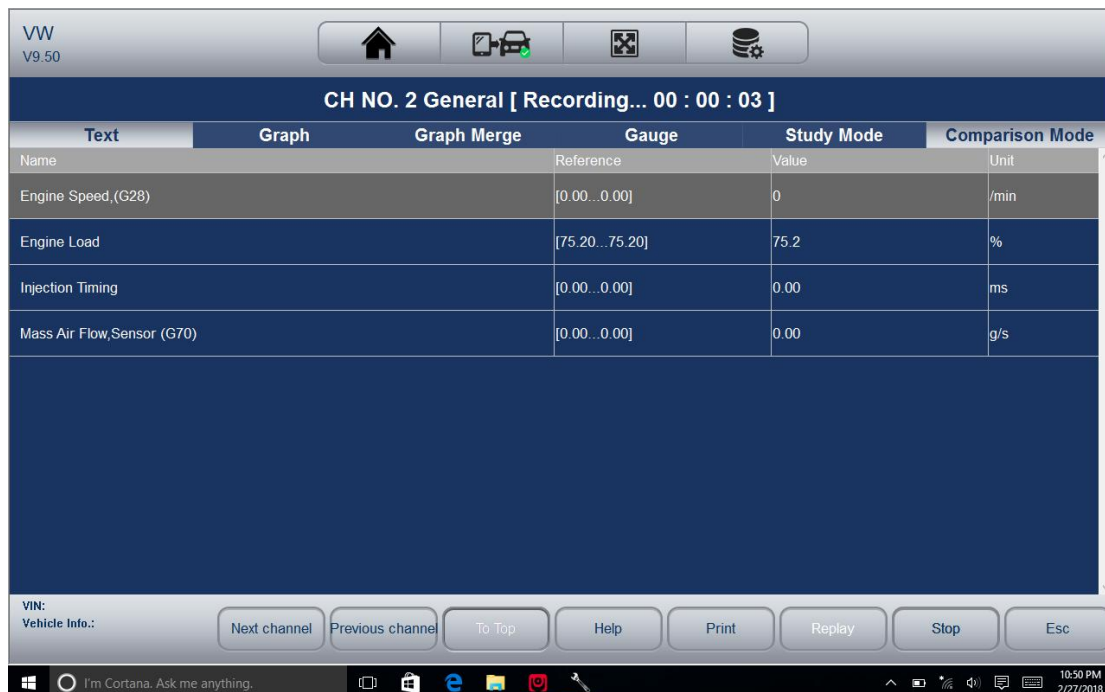 VW
V9.50
CH NO. 2 General [ Recording... 00 : 00 : 03 ]
Text Graph Graph Merge Gauge Study Mode Comparison Mode
Name Reference Value Unit
Engine Speed,(G28) [0.00...0.00] 0 /min
Engine Load [75.20...75.20] 75.2 %
Injection Timing [0.00...0.00] 0.00 ms
Mass Air Flow,Sensor (G70) [0.00...0.00] 0.00 g/s
VIN:
Vehicle Info.:
Next channel Previous channel To Top Help Print Replay Stop Esc
I'm Cortana. Ask me anything.
10:50 PM
2/27/2018